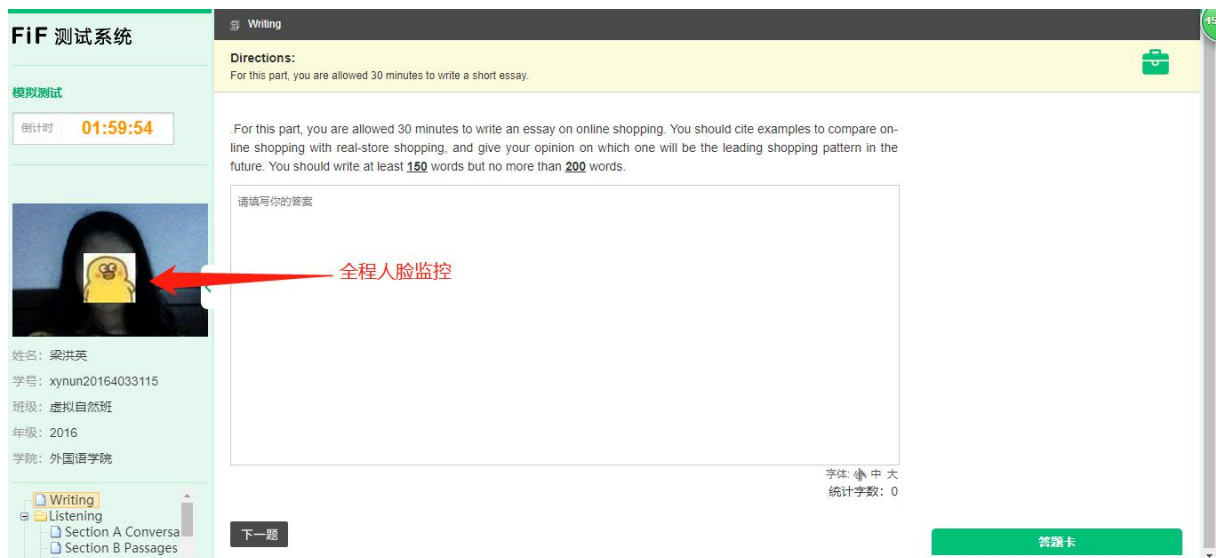 FiF 测试系统
模拟测试
倒计时 01:59:54
姓名：梁洪英
学号：xynun20164033115
班级：虚拟自然班
年级：2016
学院：外国语学院
Writing
Listening
Section A Conversa
Section B Passages
Writing
Directions:
For this part, you are allowed 30 minutes to write a short essay.
.For this part, you are allowed 30 minutes to write an essay on online shopping. You should cite examples to compare on-
line shopping with real-store shopping, and give your opinion on which one will be the leading shopping pattern in the
future. You should write at least 150 words but no more than 200 words.
请填写你的答案
全程人脸监控
字体: 小 中 大
统计字数：0
下一题
答题卡